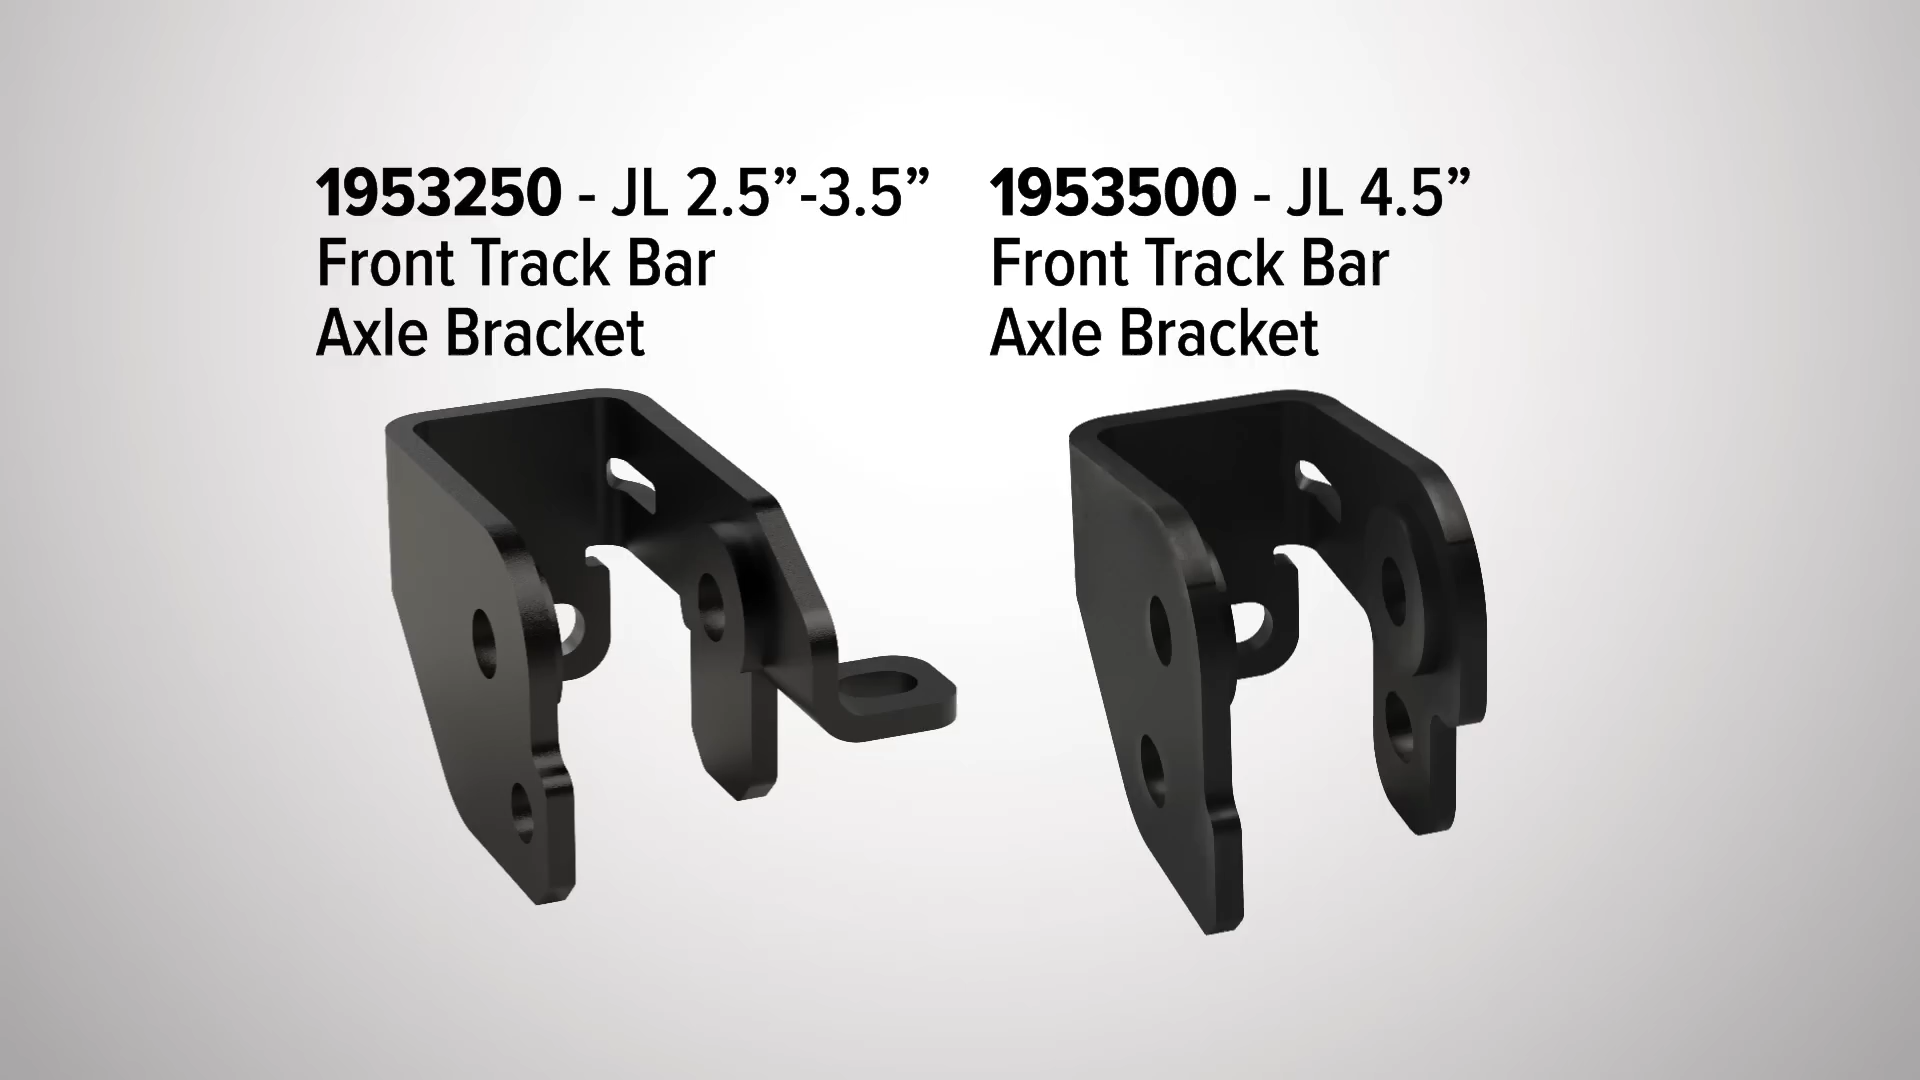 1953250 - JL 2.5”-3.5”
Front Track Bar
Axle Bracket
1953500 - JL 4.5”
Front Track Bar
Axle Bracket